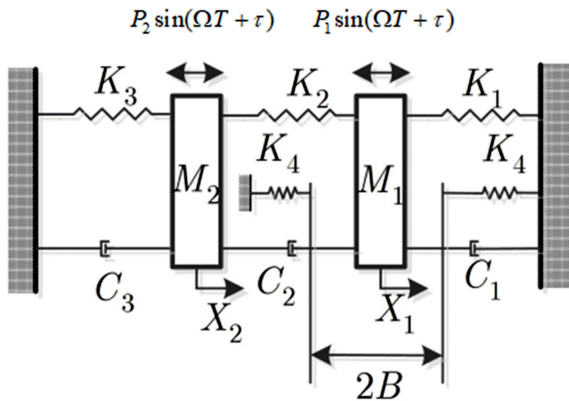 P₂ sin(ΩT + τ) P₁ sin(ΩT + τ)
K₃ K₂ K₁
K₄ K₄
M₂ M₁
C₃ C₂ C₁
X₂ X₁
2B